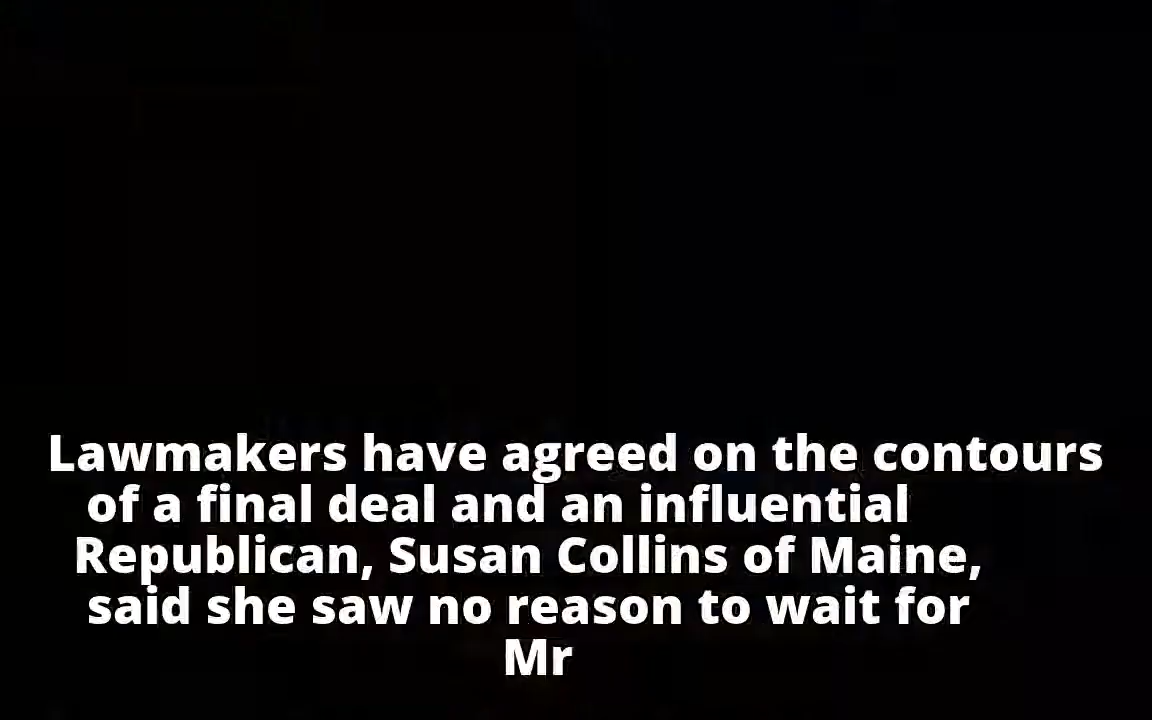 Lawmakers have agreed on the contours
of a final deal and an influential
Republican, Susan Collins of Maine,
said she saw no reason to wait for
Mr